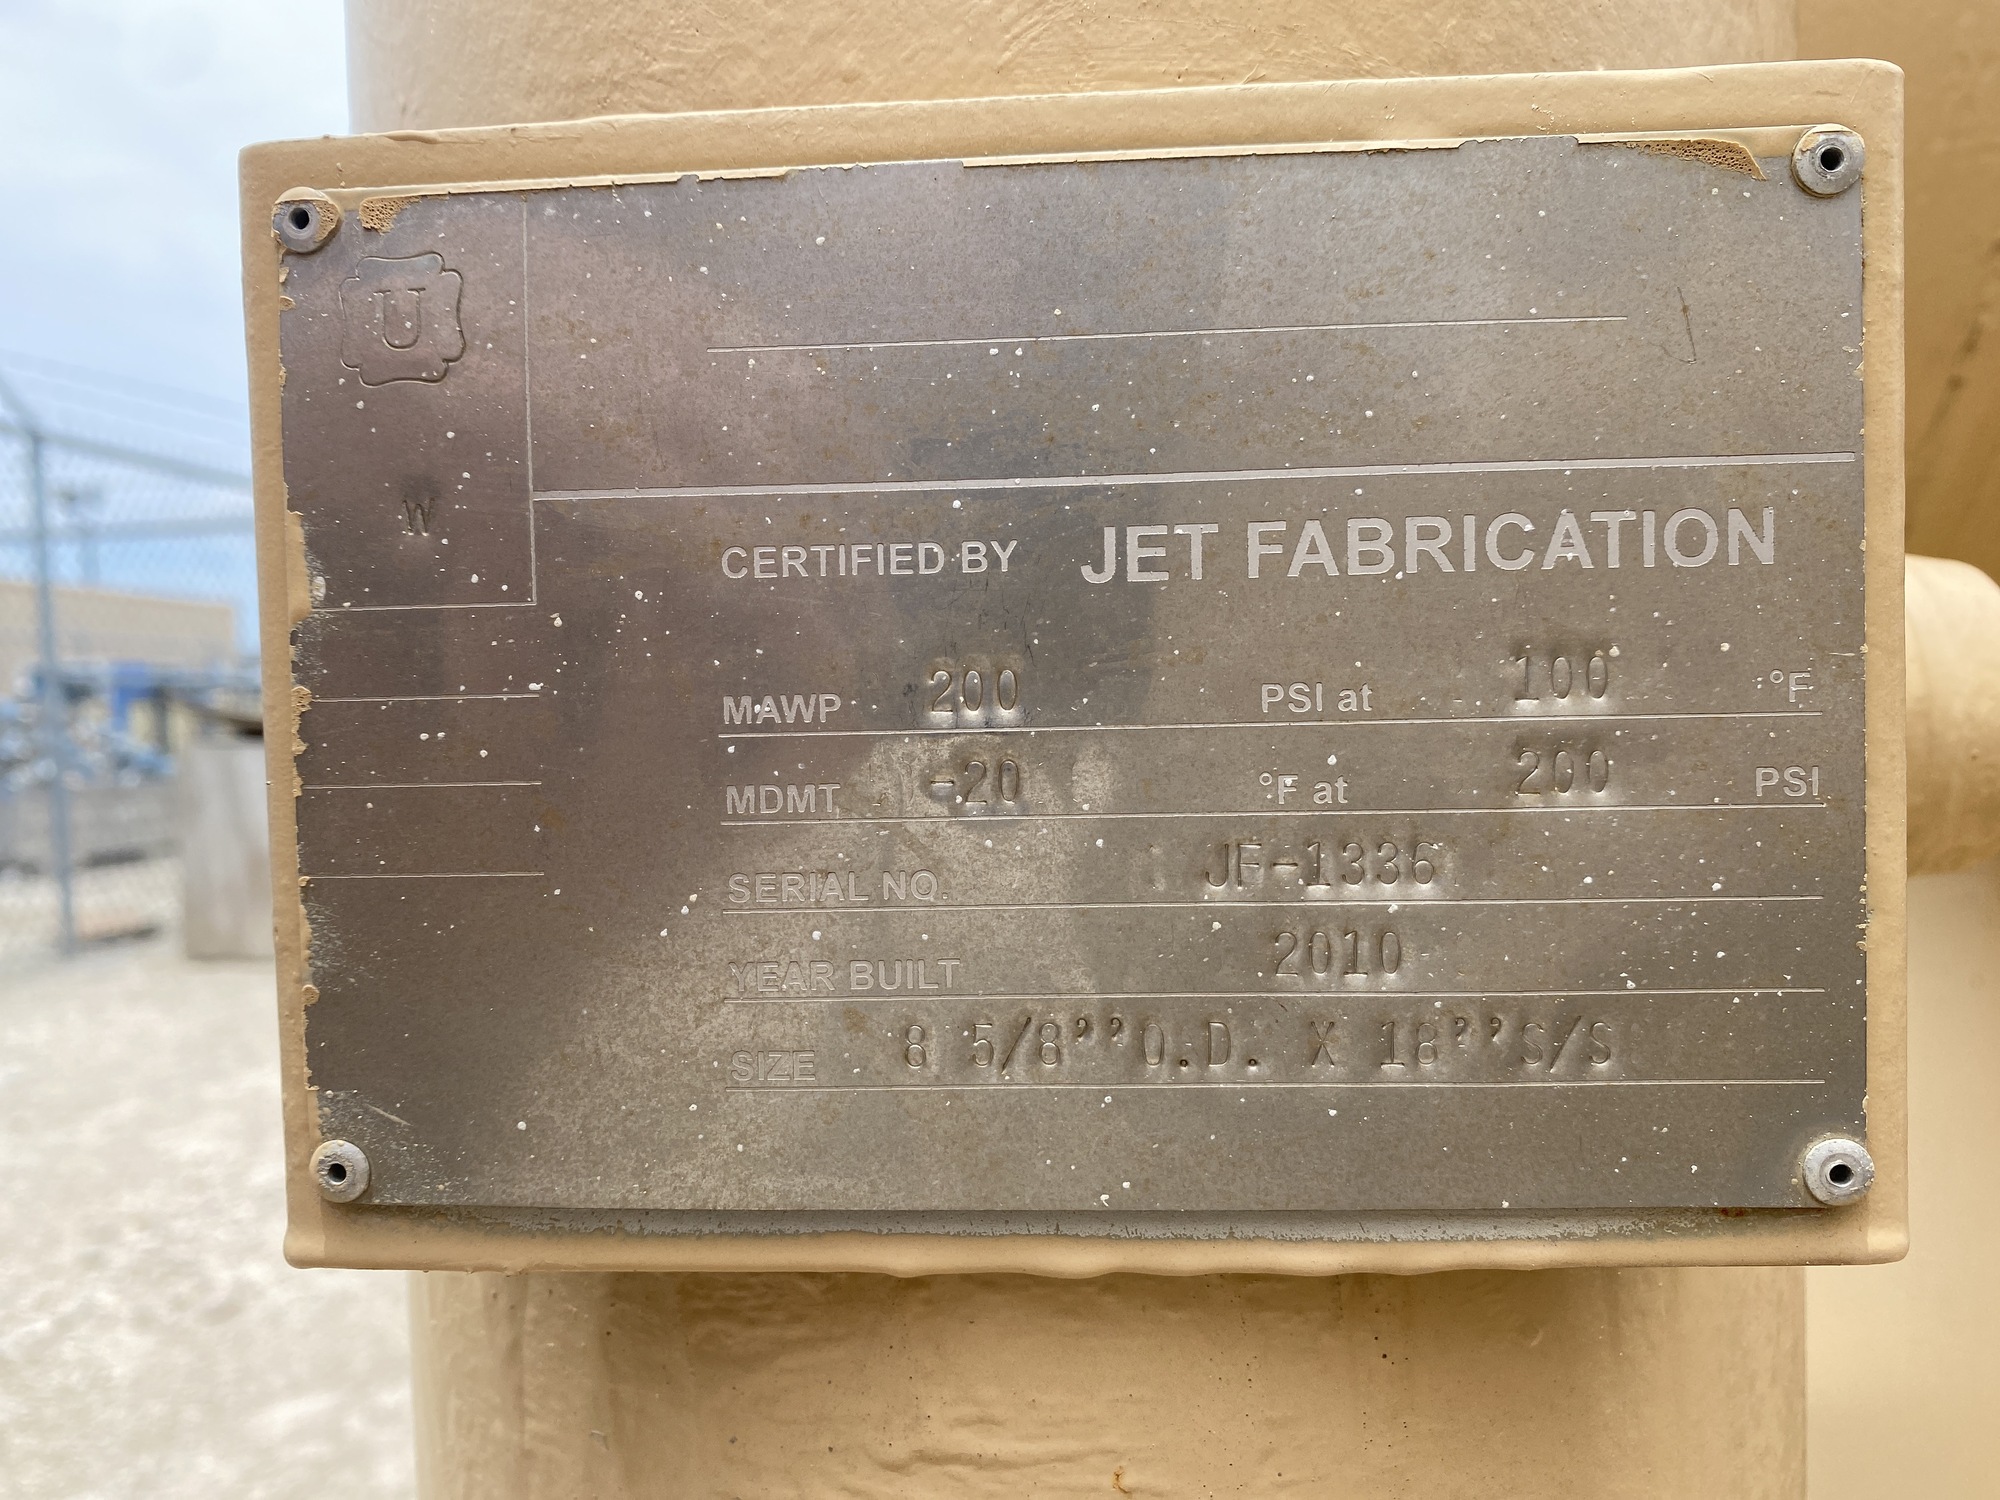 U
W
CERTIFIED BY JET FABRICATION
MAWP 200 PSI at 100 °F
MDMT -20 °F at 200 PSI
SERIAL NO. JF-1336
YEAR BUILT 2010
SIZE 8 5/8’’O.D. X 18’’S/S